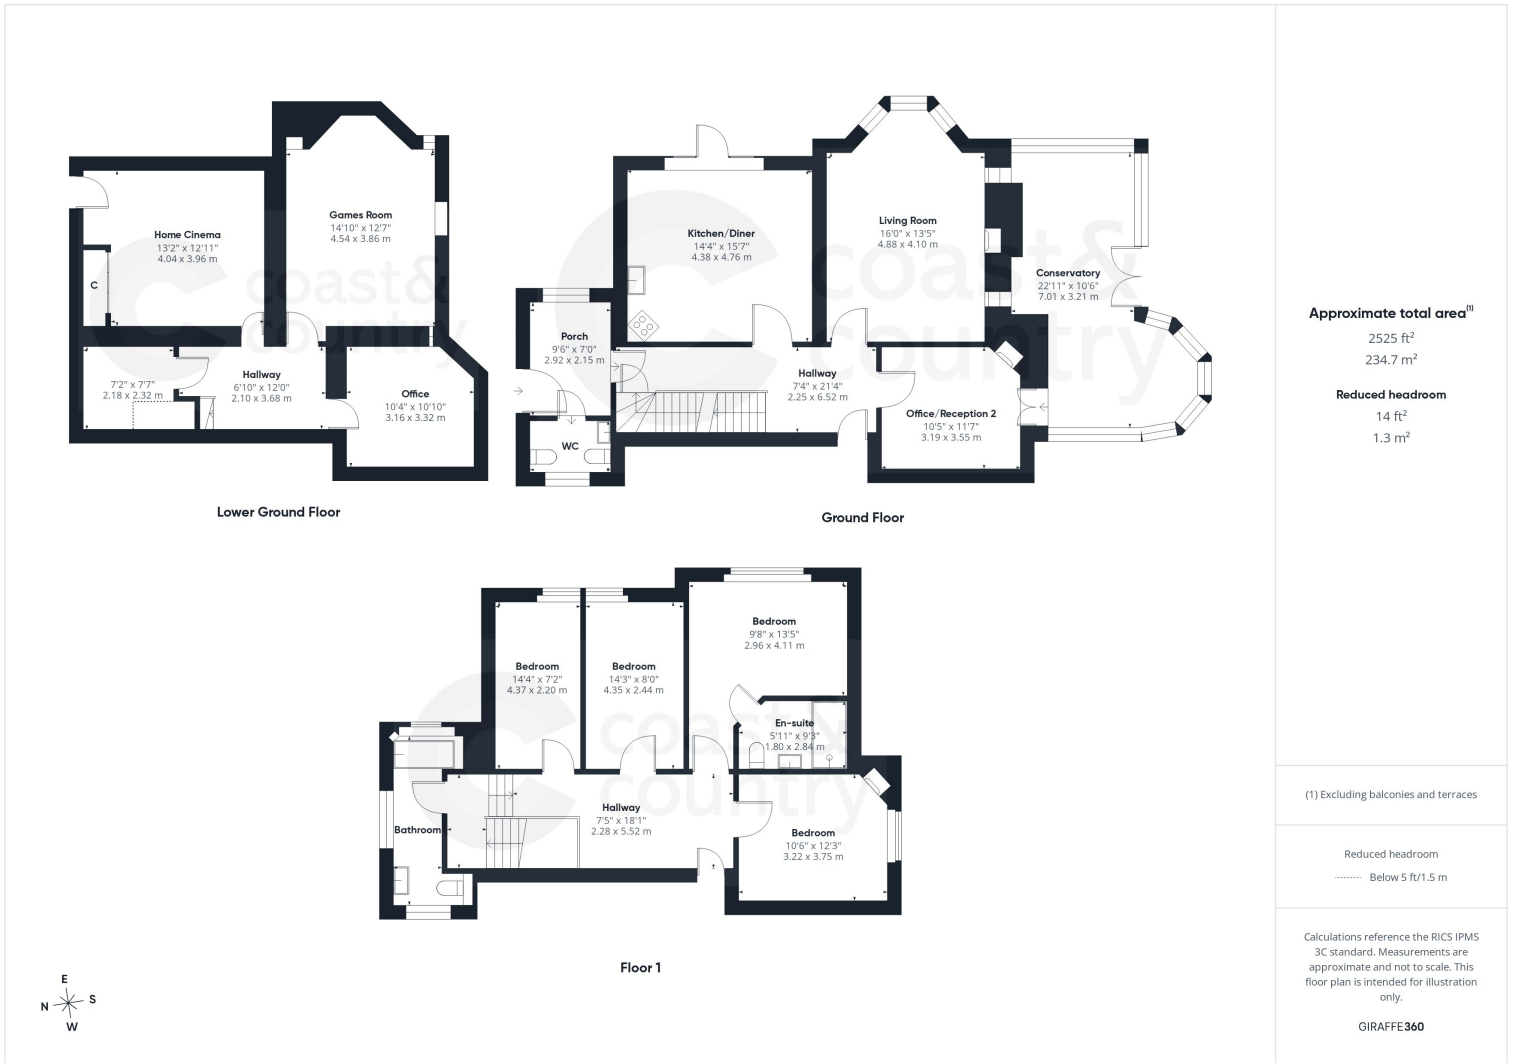 Home Cinema
13'2" x 12'11"
4.04 x 3.96 m
C
Games Room
14'10" x 12'7"
4.54 x 3.86 m
7'2" x 7'7"
2.18 x 2.32 m
Hallway
6'10" x 12'0"
2.10 x 3.68 m
Office
10'4" x 10'10"
3.16 x 3.32 m
coast&
country
Lower Ground Floor
Kitchen/Diner
14'4" x 15'7"
4.38 x 4.76 m
Living Room
16'0" x 13'5"
4.88 x 4.10 m
Conservatory
22'11" x 10'6"
7.01 x 3.21 m
Porch
9'6" x 7'0"
2.92 x 2.15 m
Hallway
7'4" x 21'4"
2.25 x 6.52 m
Office/Reception 2
10'5" x 11'7"
3.19 x 3.55 m
WC
coast&
country
Ground Floor
Bedroom
14'4" x 7'2"
4.37 x 2.20 m
Bedroom
14'3" x 8'0"
4.35 x 2.44 m
Bedroom
9'8" x 13'5"
2.96 x 4.11 m
En-suite
5'11" x 9'3"
1.80 x 2.84 m
Hallway
7'5" x 18'1"
2.28 x 5.52 m
Bathroom
Bedroom
10'6" x 12'3"
3.22 x 3.75 m
coast&
country
Floor 1
E
N
S
W
Approximate total area(1)
2525 ft²
234.7 m²
Reduced headroom
14 ft²
1.3 m²
(1) Excluding balconies and terraces
Reduced headroom
Below 5 ft/1.5 m
Calculations reference the RICS IPMS
3C standard. Measurements are
approximate and not to scale. This
floor plan is intended for illustration
only.
GIRAFFE360